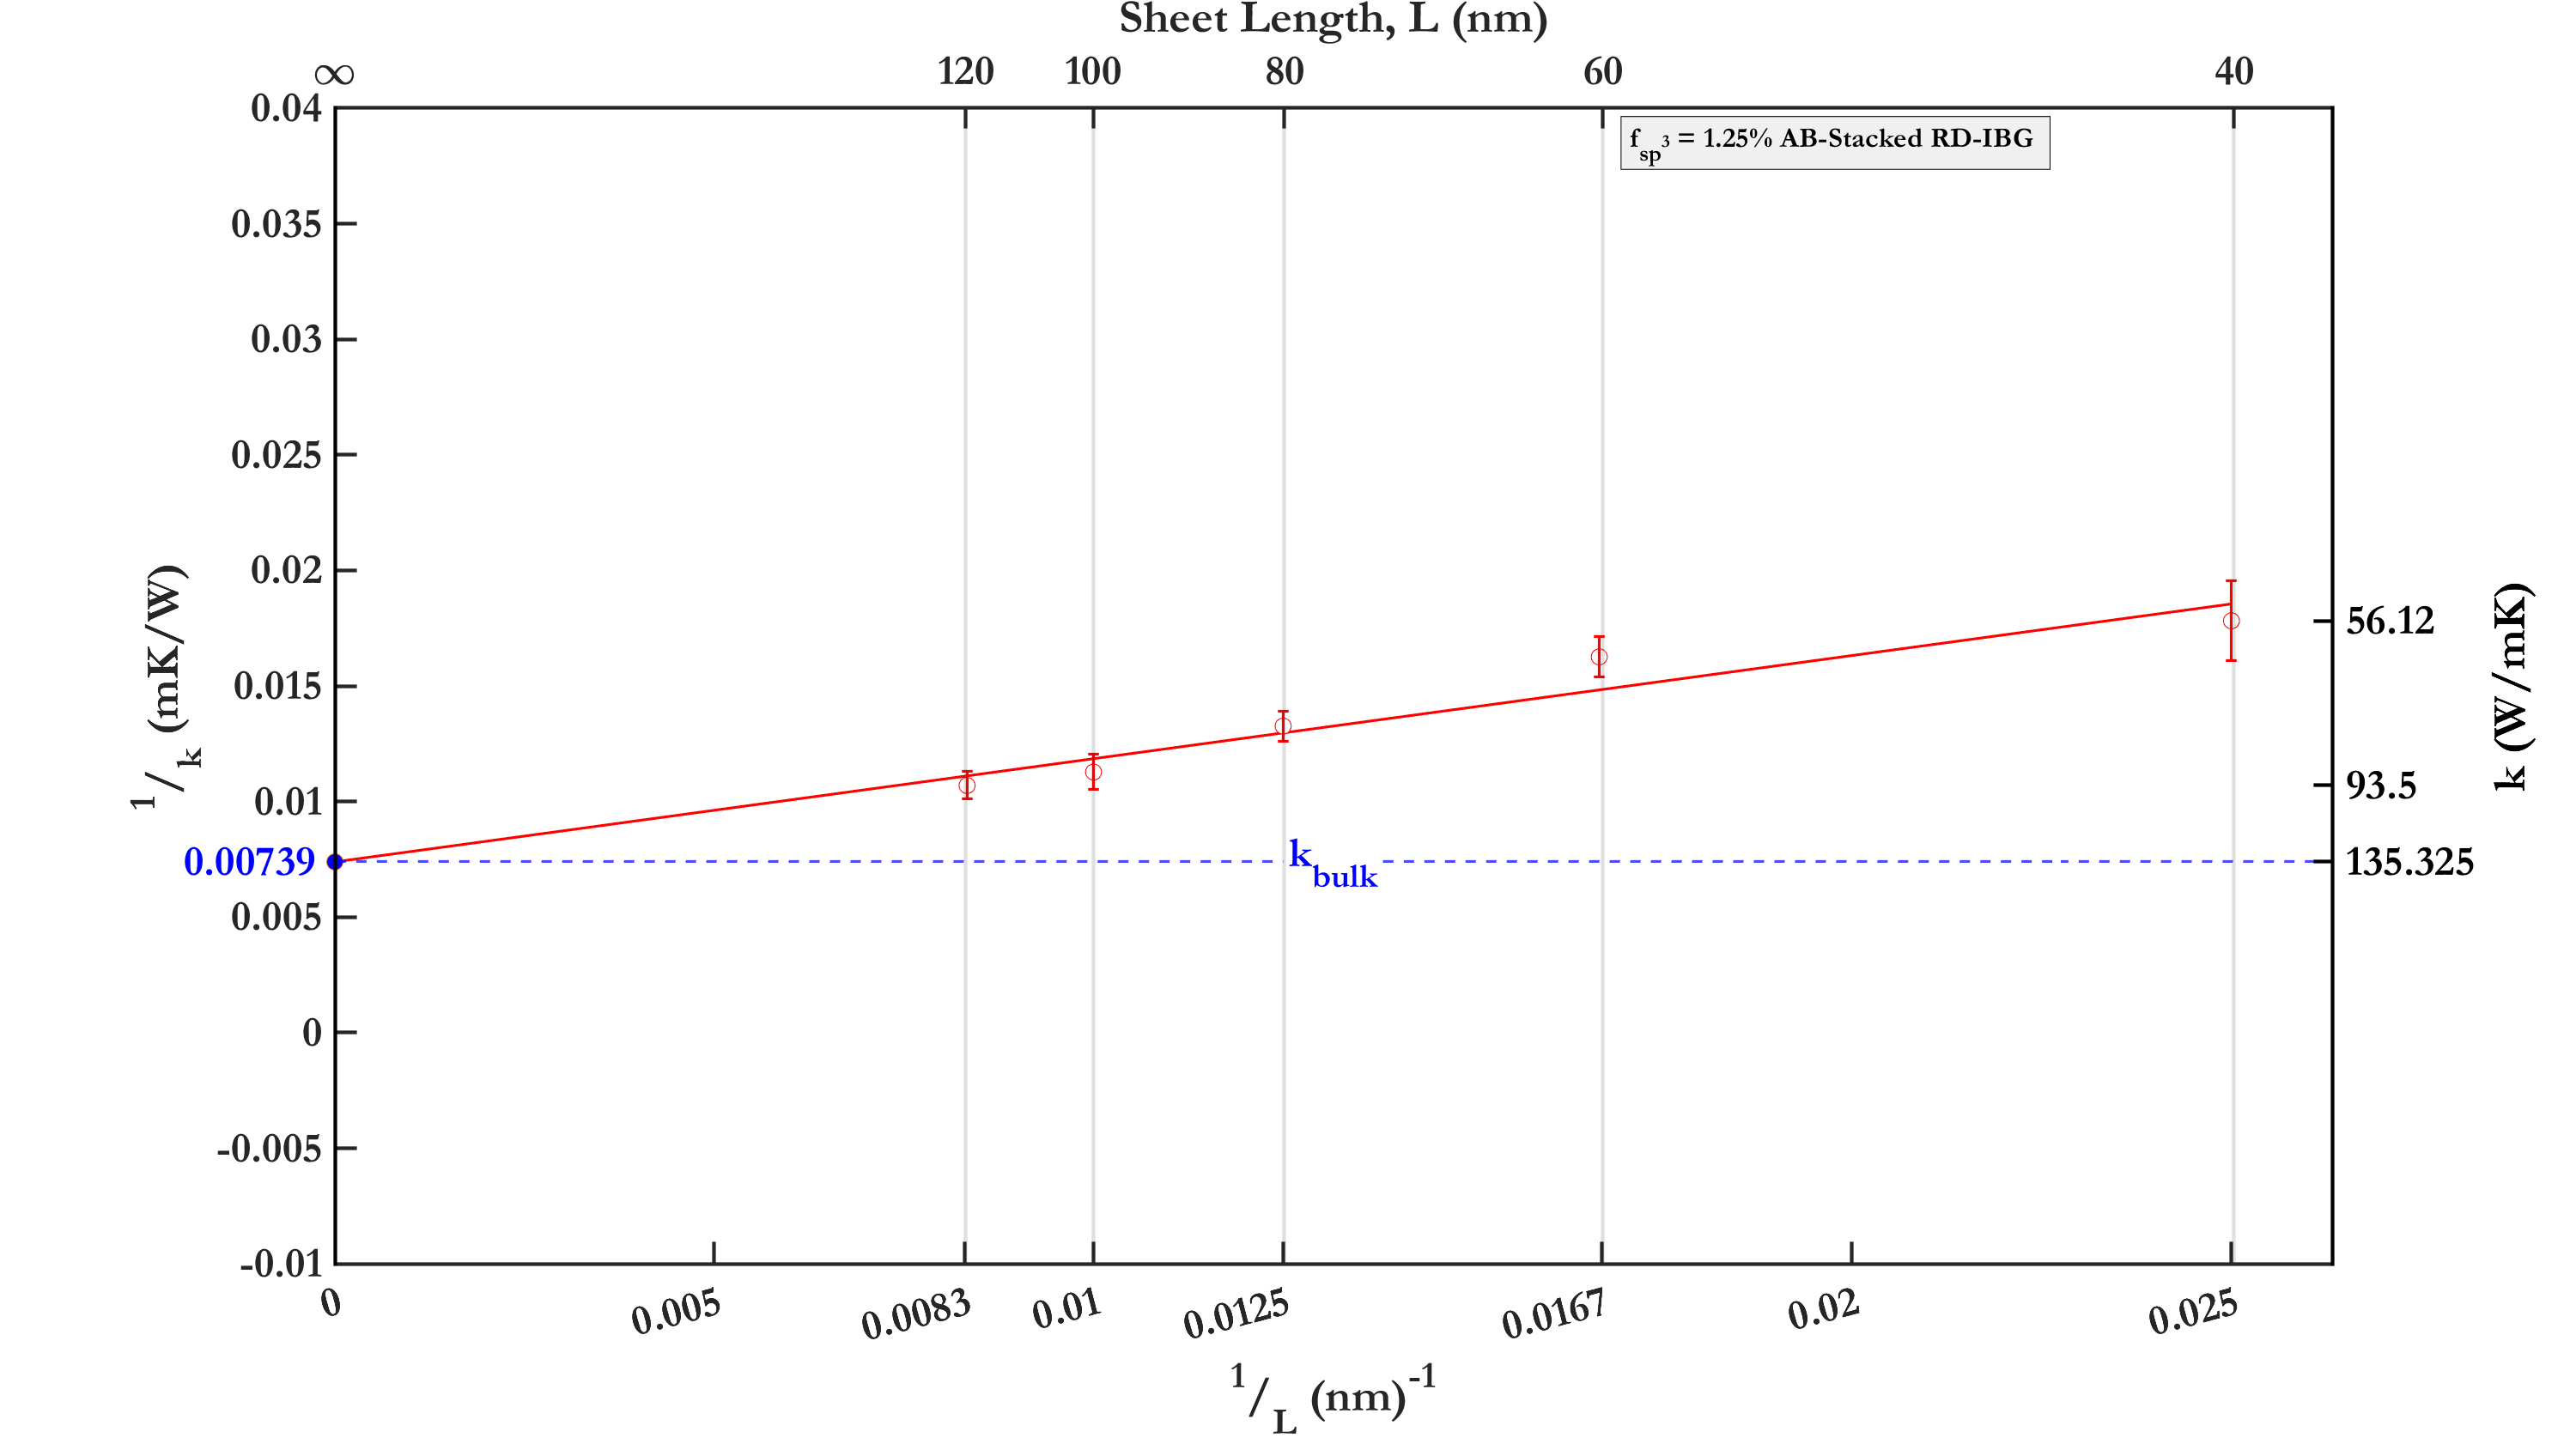 Sheet Length, L (nm)
∞ 120 100 80 60 40
f_sp³ = 1.25% AB-Stacked RD-IBG
0.04
0.035
0.03
0.025
0.02
0.015
0.01
0.00739
0.005
0
-0.005
-0.01
¹/k (mK/W)
k_bulk
56.12
93.5
135.325
k (W/mK)
0 0.005 0.0083 0.01 0.0125 0.0167 0.02 0.025
¹/L (nm)⁻¹